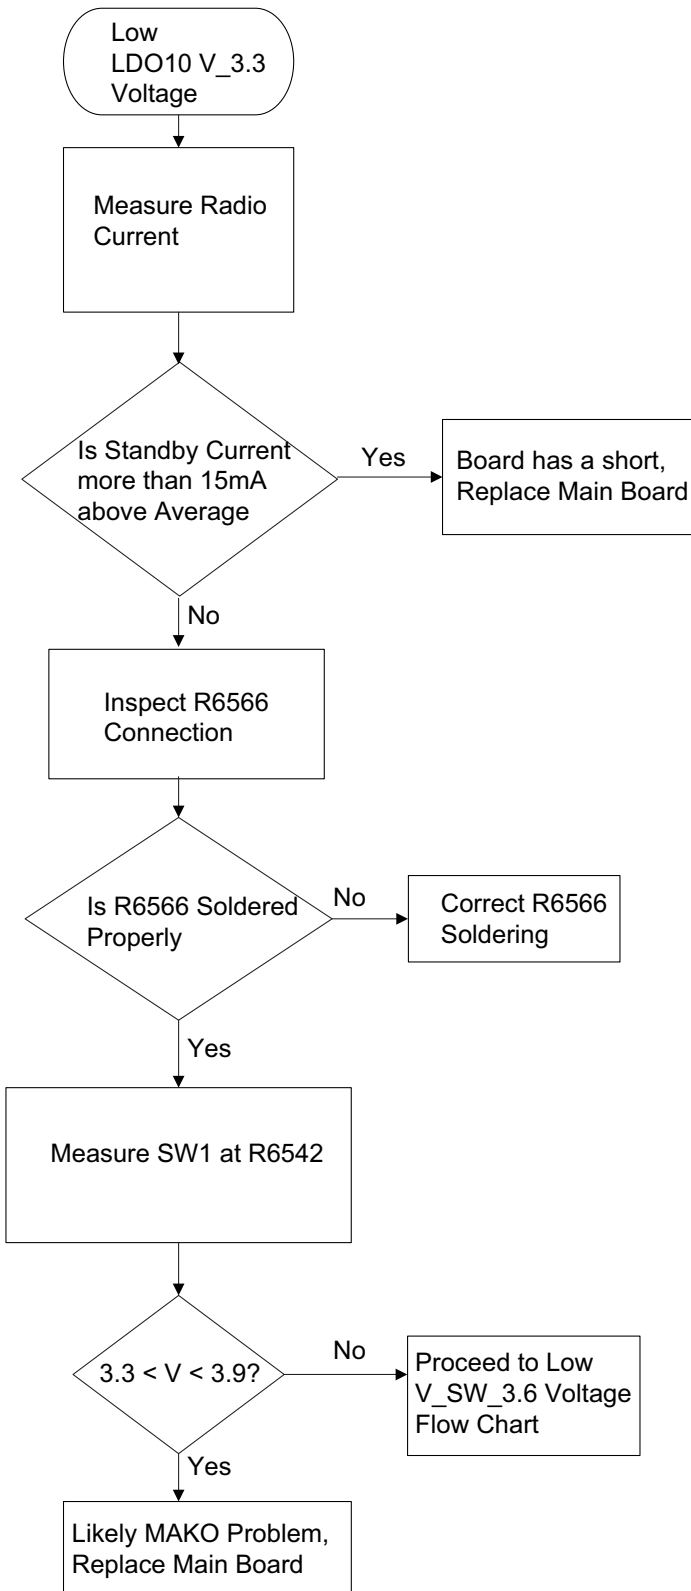 Low
LDO10 V_3.3
Voltage
Measure Radio
Current
Is Standby Current
more than 15mA
above Average
Yes
Board has a short,
Replace Main Board
No
Inspect R6566
Connection
Is R6566 Soldered
Properly
No
Correct R6566
Soldering
Yes
Measure SW1 at R6542
3.3 < V < 3.9?
No
Proceed to Low
V_SW_3.6 Voltage
Flow Chart
Yes
Likely MAKO Problem,
Replace Main Board